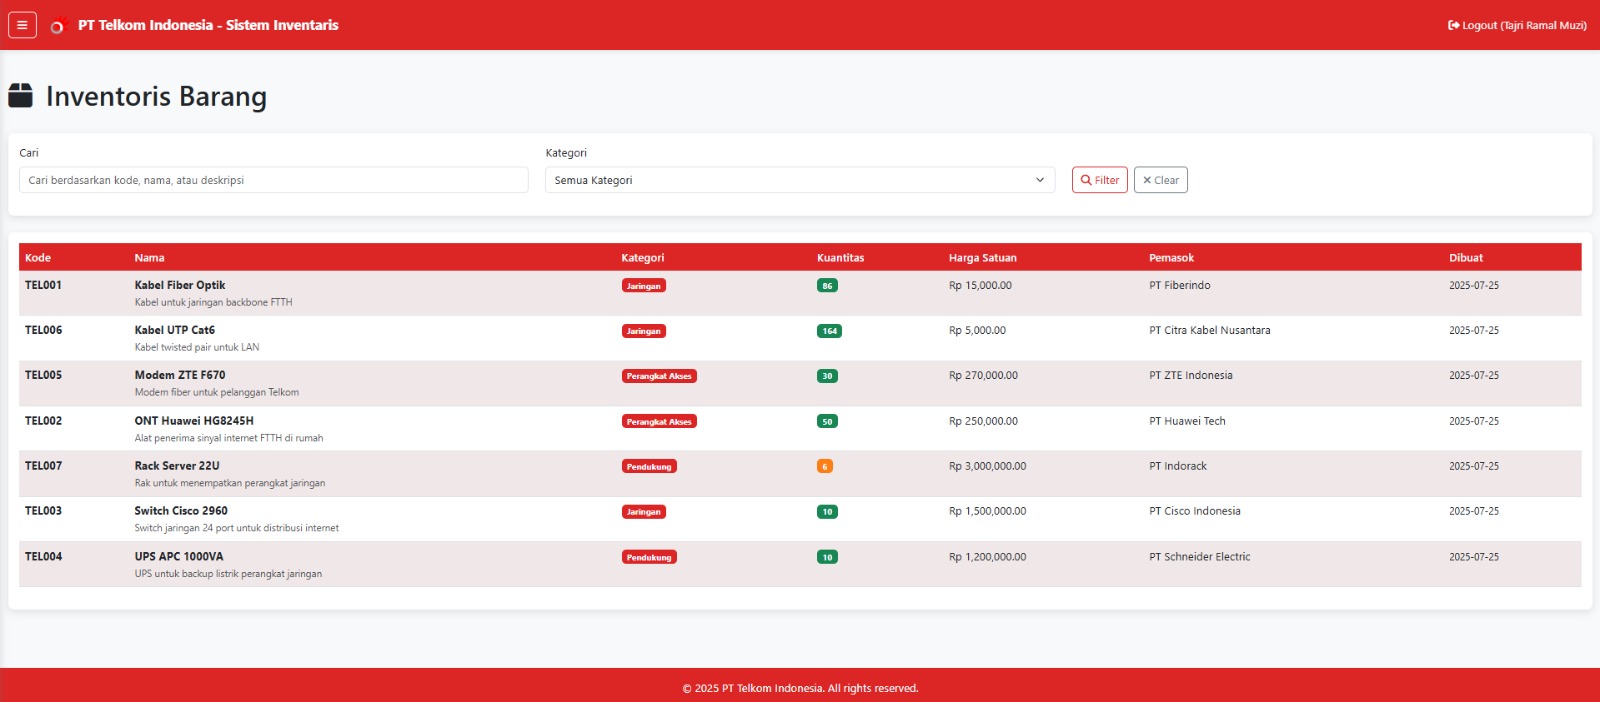 PT Telkom Indonesia - Sistem Inventaris
Logout (Tajri Ramal Muzi)
Inventoris Barang
Cari
Kategori
Cari berdasarkan kode, nama, atau deskripsi
Semua Kategori
Filter
Clear
Kode Nama Kategori Kuantitas Harga Satuan Pemasok Dibuat
TEL001 Kabel Fiber Optik Jaringan 86 Rp 15,000.00 PT Fiberindo 2025-07-25
Kabel untuk jaringan backbone FTTH
TEL006 Kabel UTP Cat6 Jaringan 164 Rp 5,000.00 PT Citra Kabel Nusantara 2025-07-25
Kabel twisted pair untuk LAN
TEL005 Modem ZTE F670 Perangkat Akses 30 Rp 270,000.00 PT ZTE Indonesia 2025-07-25
Modem fiber untuk pelanggan Telkom
TEL002 ONT Huawei HG8245H Perangkat Akses 50 Rp 250,000.00 PT Huawei Tech 2025-07-25
Alat penerima sinyal internet FTTH di rumah
TEL007 Rack Server 22U Pendukung 6 Rp 3,000,000.00 PT Indorack 2025-07-25
Rak untuk menempatkan perangkat jaringan
TEL003 Switch Cisco 2960 Jaringan 10 Rp 1,500,000.00 PT Cisco Indonesia 2025-07-25
Switch jaringan 24 port untuk distribusi internet
TEL004 UPS APC 1000VA Pendukung 10 Rp 1,200,000.00 PT Schneider Electric 2025-07-25
UPS untuk backup listrik perangkat jaringan
© 2025 PT Telkom Indonesia. All rights reserved.